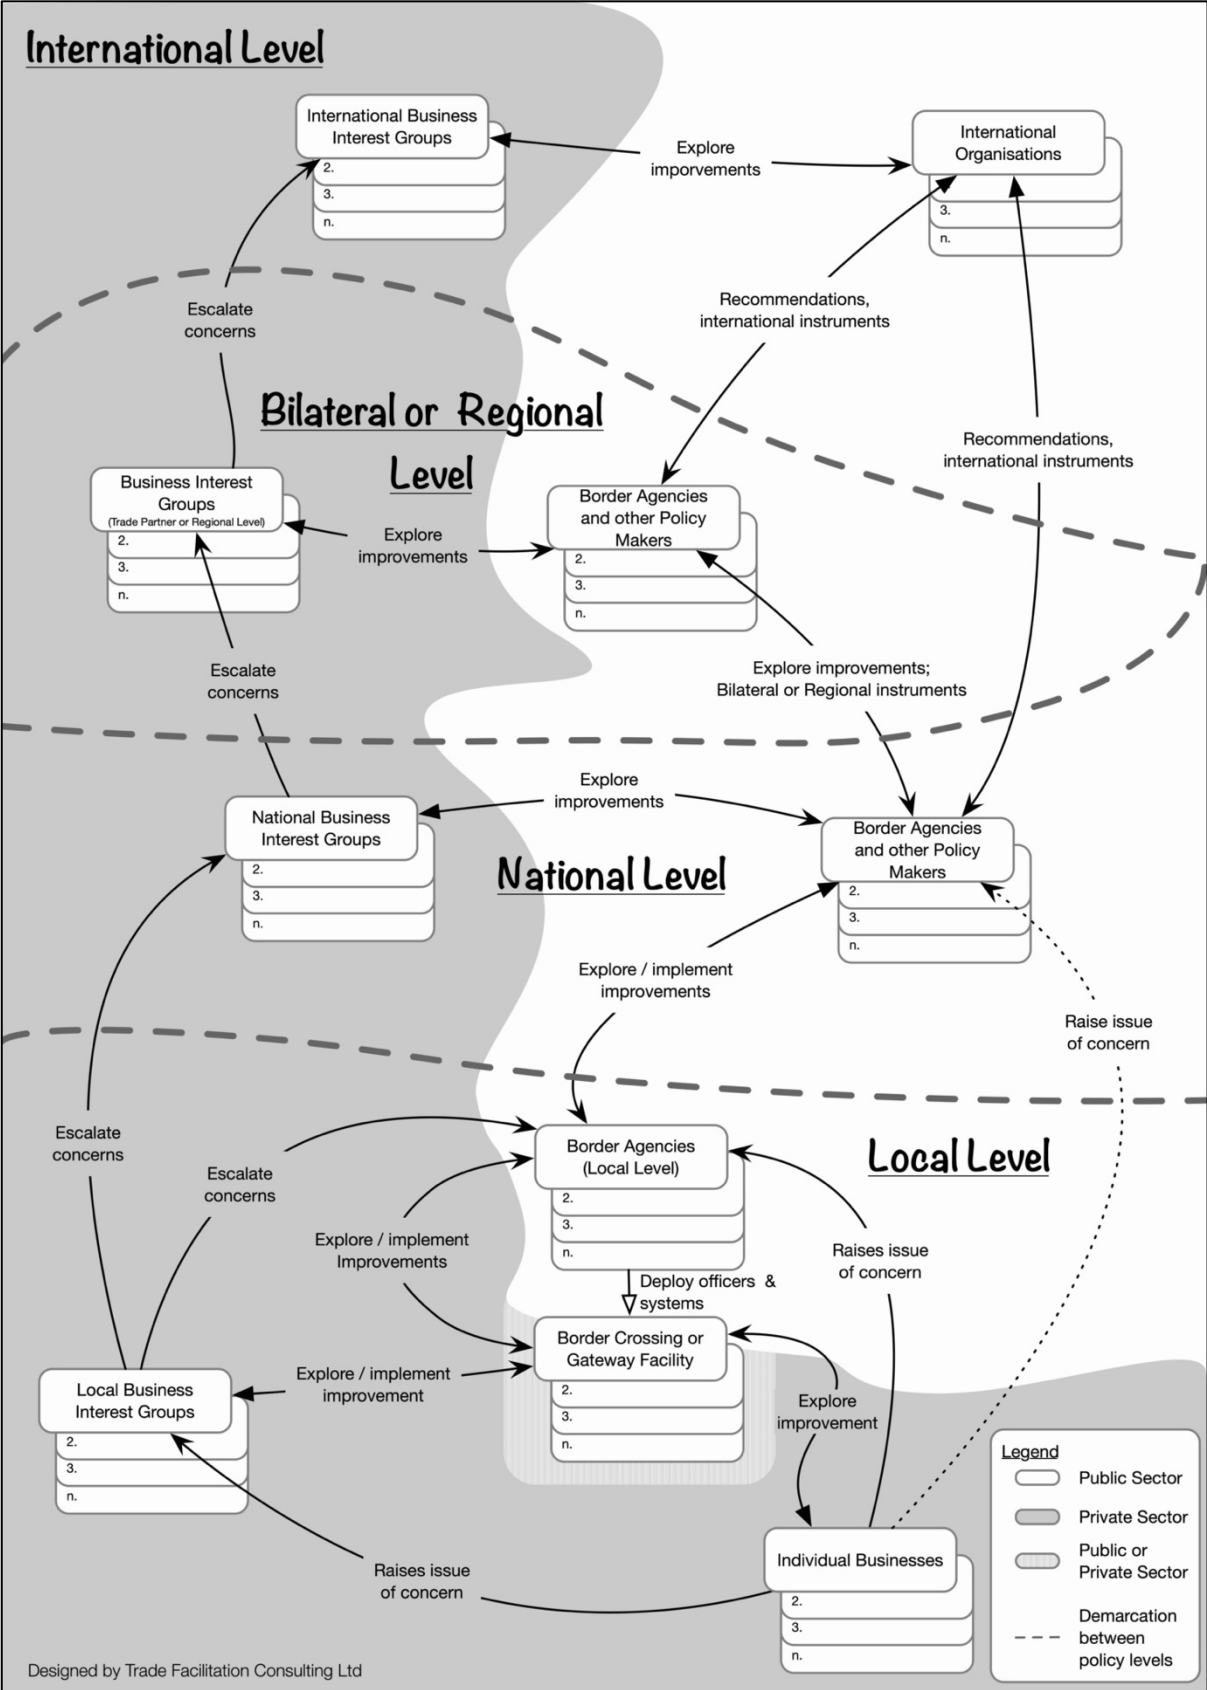 International Level
International Business
Interest Groups
2.
3.
n.
Explore
imporvements
International
Organisations
3.
n.
Escalate
concerns
Recommendations,
international instruments
Bilateral or Regional
Level
Recommendations,
international instruments
Business Interest
Groups
(Trade Partner or Regional Level)
2.
3.
n.
Explore
improvements
Border Agencies
and other Policy
Makers
2.
3.
n.
Escalate
concerns
Explore improvements;
Bilateral or Regional instruments
National Business
Interest Groups
2.
3.
n.
Explore
improvements
Border Agencies
and other Policy
Makers
2.
3.
n.
National Level
Explore / implement
improvements
Raise issue
of concern
Escalate
concerns
Escalate
concerns
Border Agencies
(Local Level)
2.
3.
n.
Local Level
Explore / implement
Improvements
Raises issue
of concern
Deploy officers &
systems
Border Crossing or
Gateway Facility
2.
3.
n.
Explore / implement
improvement
Local Business
Interest Groups
2.
3.
n.
Explore
improvement
Raises issue
of concern
Individual Businesses
2.
3.
n.
Legend
Public Sector
Private Sector
Public or
Private Sector
Demarcation
between
policy levels
Designed by Trade Facilitation Consulting Ltd